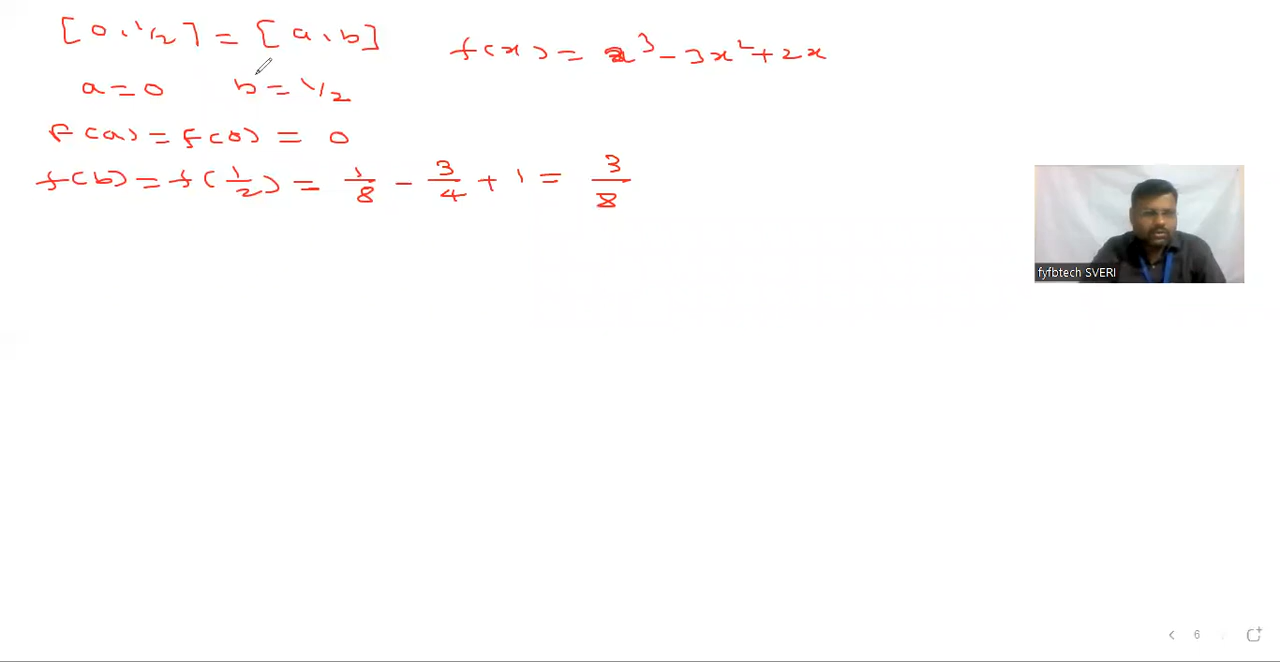 [0, 1/2] = [a, b]
f(x) = x³ - 3x² + 2x
a = 0 b = 1/2
f(a) = f(0) = 0
f(b) = f(1/2) = 1/8 - 3/4 + 1 = 3/8
fyfbtech SVERI
6